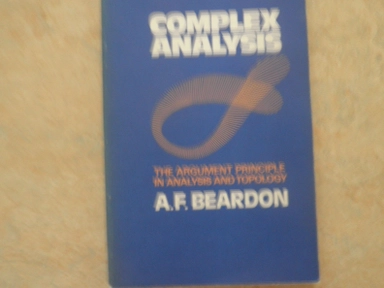 COMPLEX
ANALYSIS
THE ARGUMENT PRINCIPLE
IN ANALYSIS AND TOPOLOGY
A.F. BEARDON